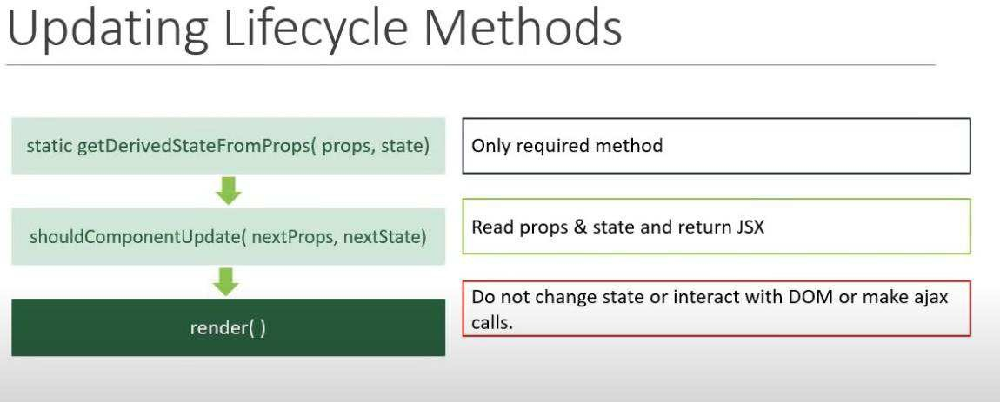 Updating Lifecycle Methods
static getDerivedStateFromProps( props, state)
Only required method
shouldComponentUpdate( nextProps, nextState)
Read props & state and return JSX
render( )
Do not change state or interact with DOM or make ajax
calls.